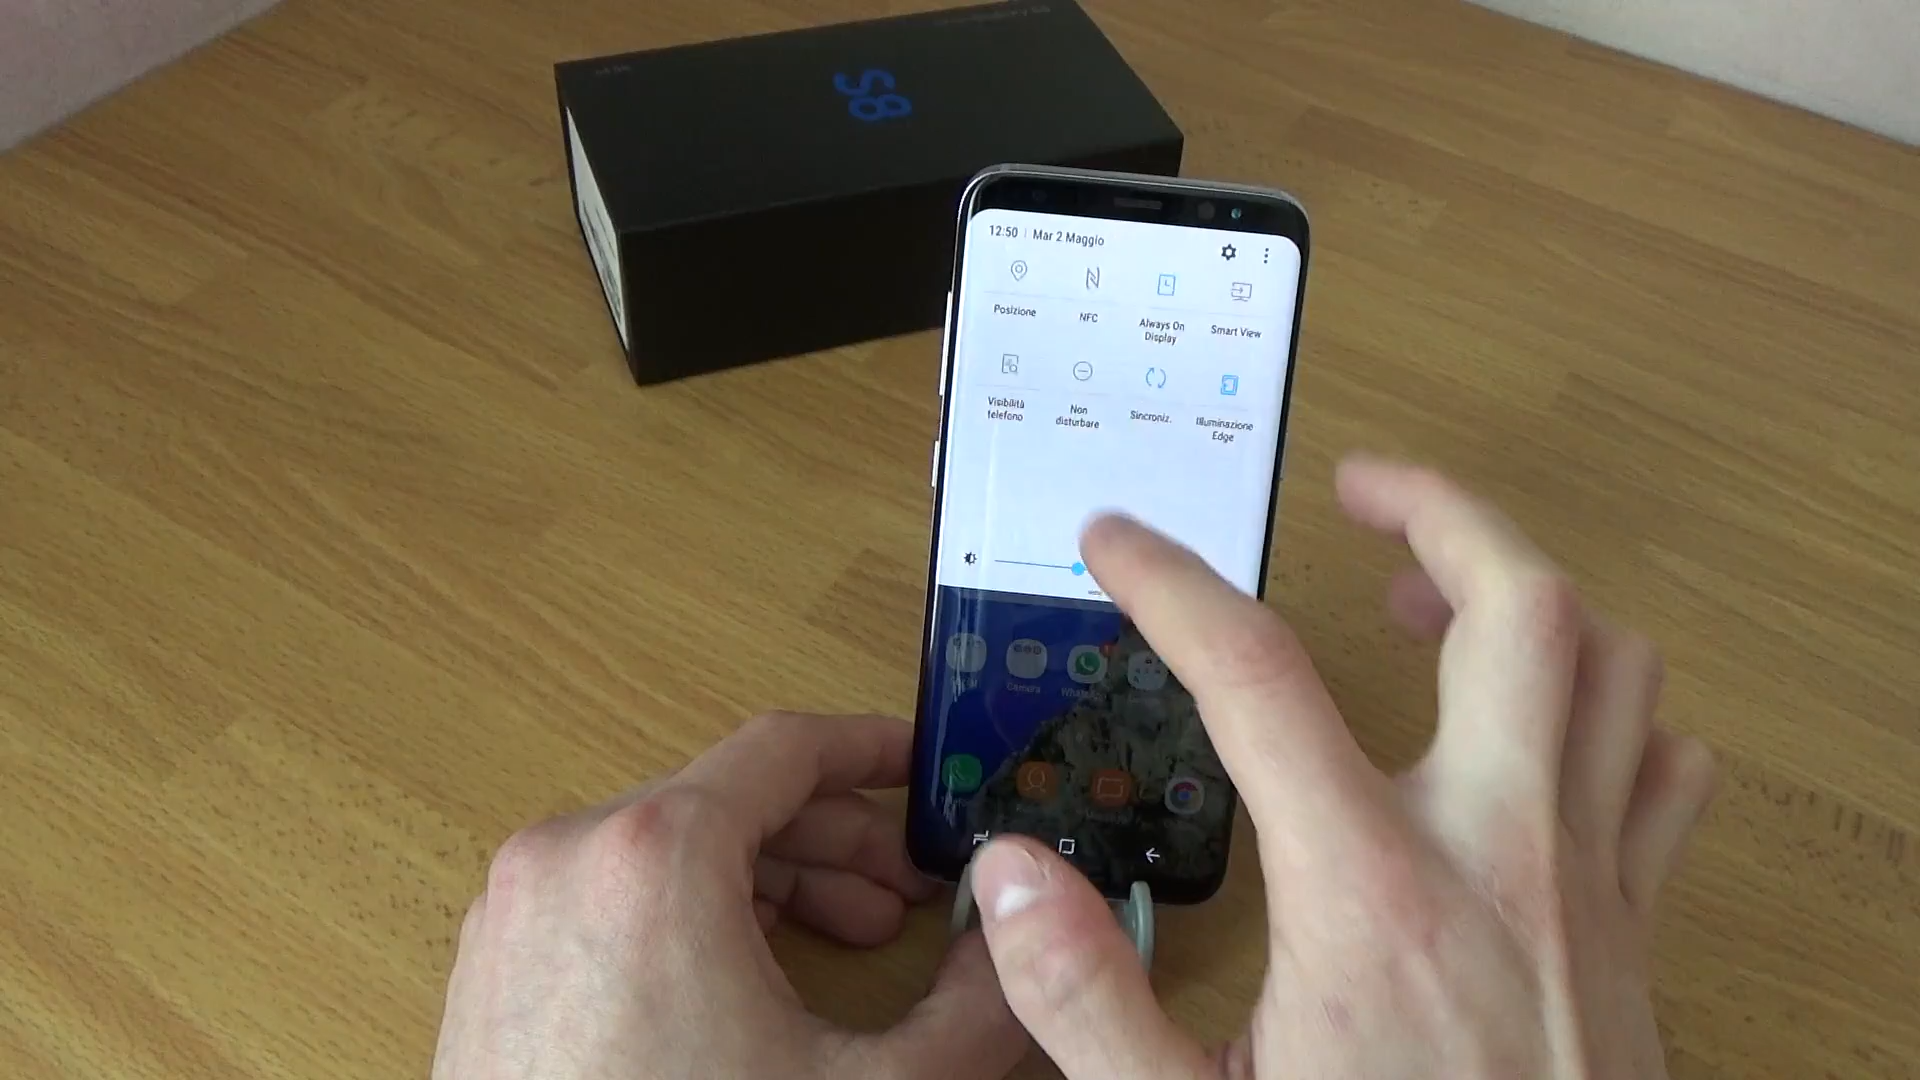 S8
12:50 | Mar 2 Maggio
Posizione
NFC
Always On
Display
Smart View
Visibilità
telefono
Non
disturbare
Sincroniz.
Illuminazione
Edge
Camera